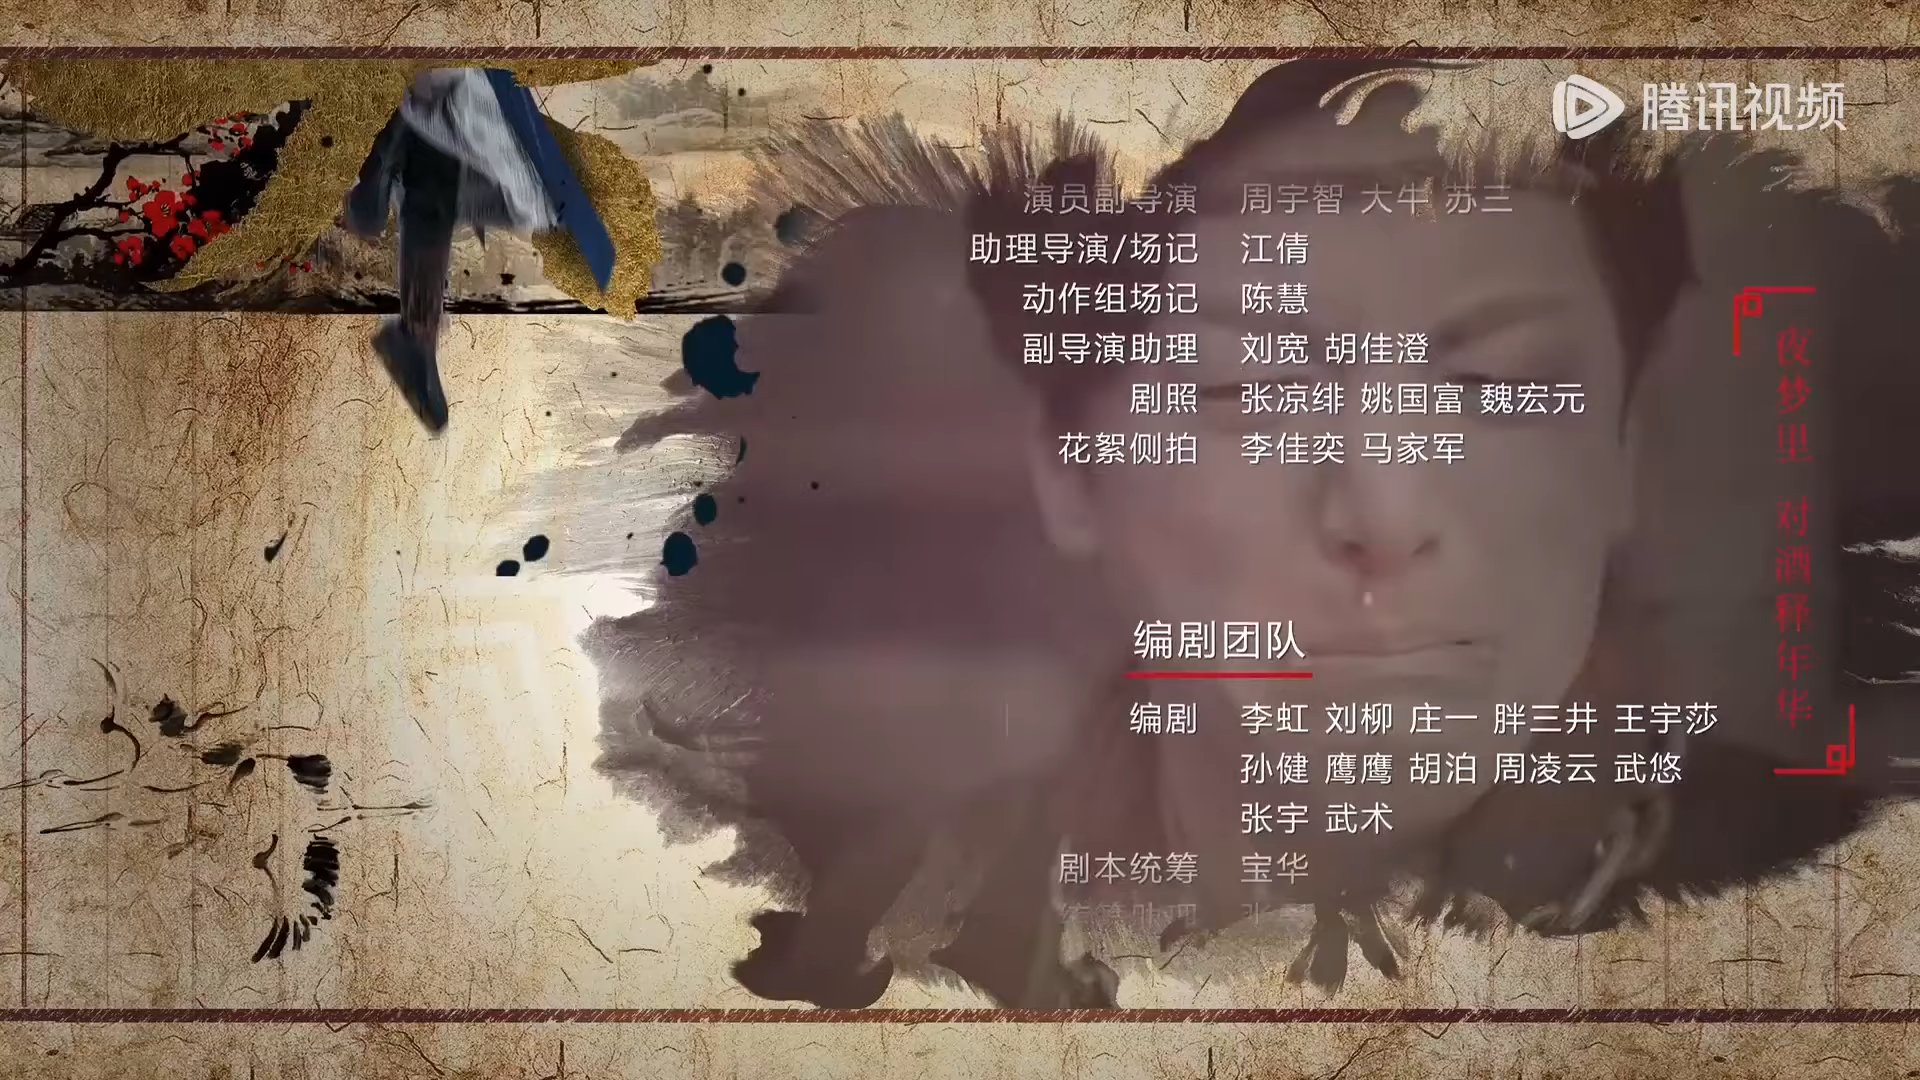 腾讯视频
演员副导演 周宇智 大牛 苏三
助理导演/场记 江倩
动作组场记 陈慧
副导演助理 刘宽 胡佳澄
剧照 张凉绯 姚国富 魏宏元
花絮侧拍 李佳奕 马家军
编剧团队
编剧 李虹 刘柳 庄一 胖三井 王宇莎
孙健 鹰鹰 胡泊 周凌云 武悠
张宇 武术
剧本统筹 宝华
夜梦里 对酒释年华